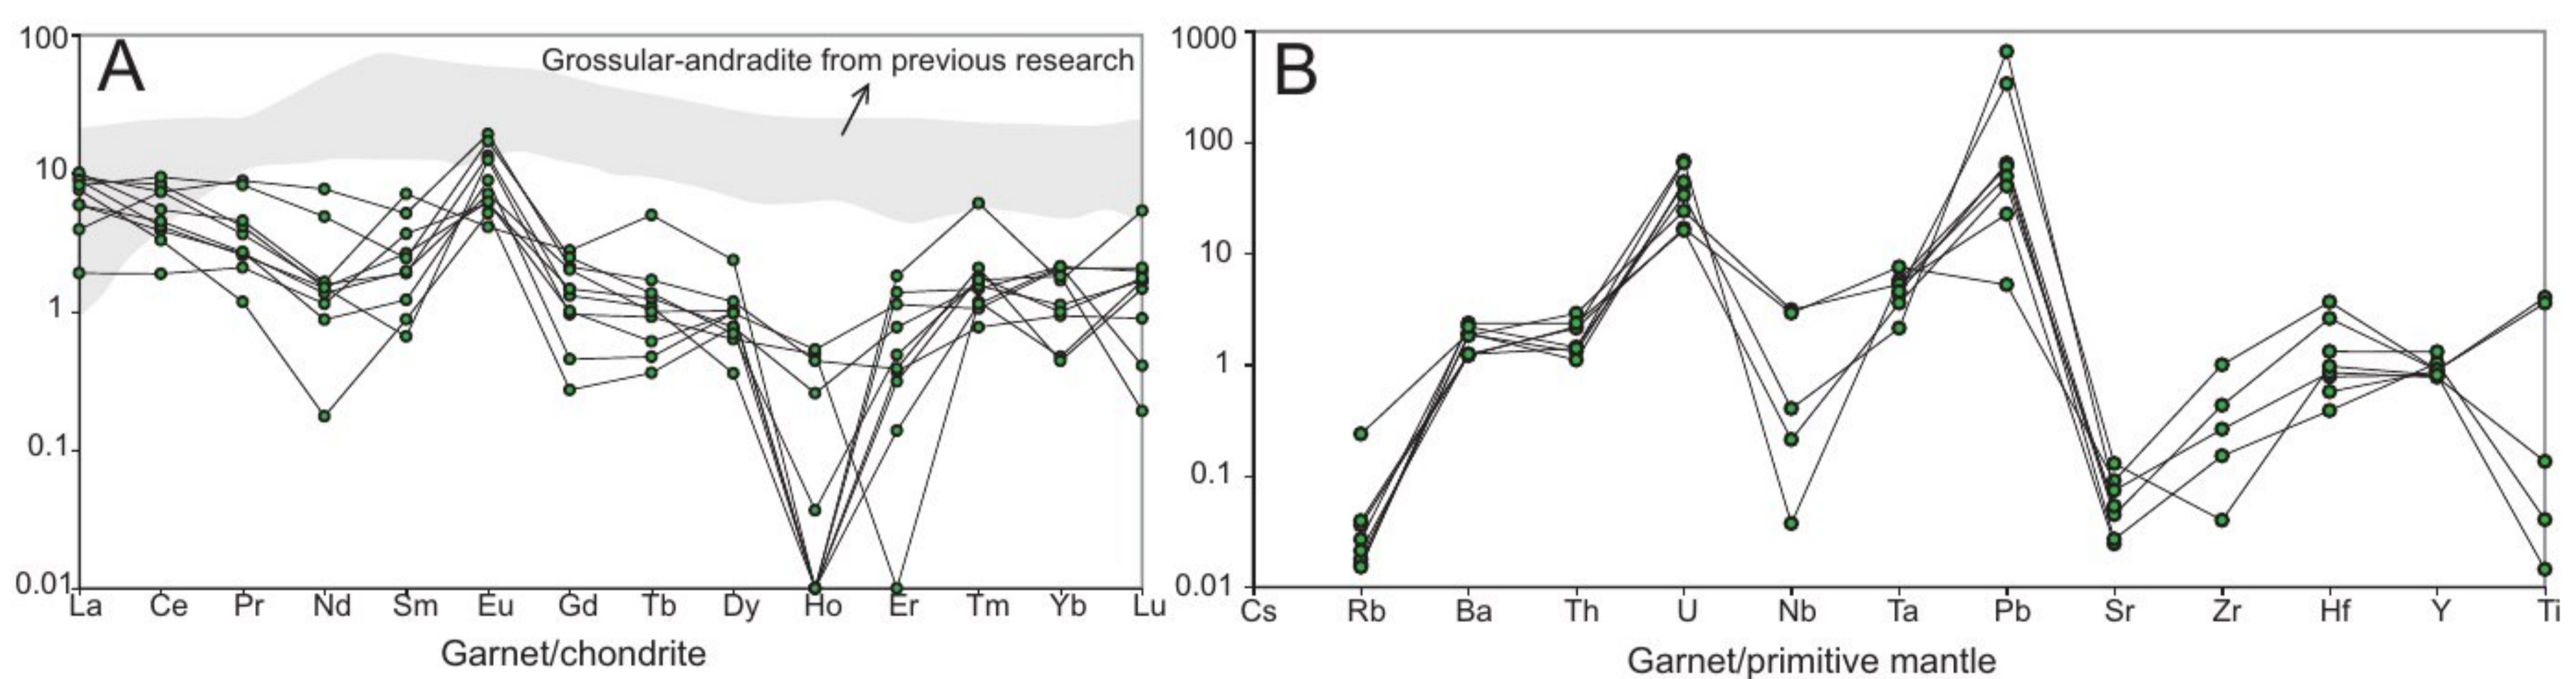 A
Grossular-andradite from previous research
100
10
1
0.1
0.01
La Ce Pr Nd Sm Eu Gd Tb Dy Ho Er Tm Yb Lu
Garnet/chondrite
B
1000
100
10
1
0.1
0.01
Cs Rb Ba Th U Nb Ta Pb Sr Zr Hf Y Ti
Garnet/primitive mantle